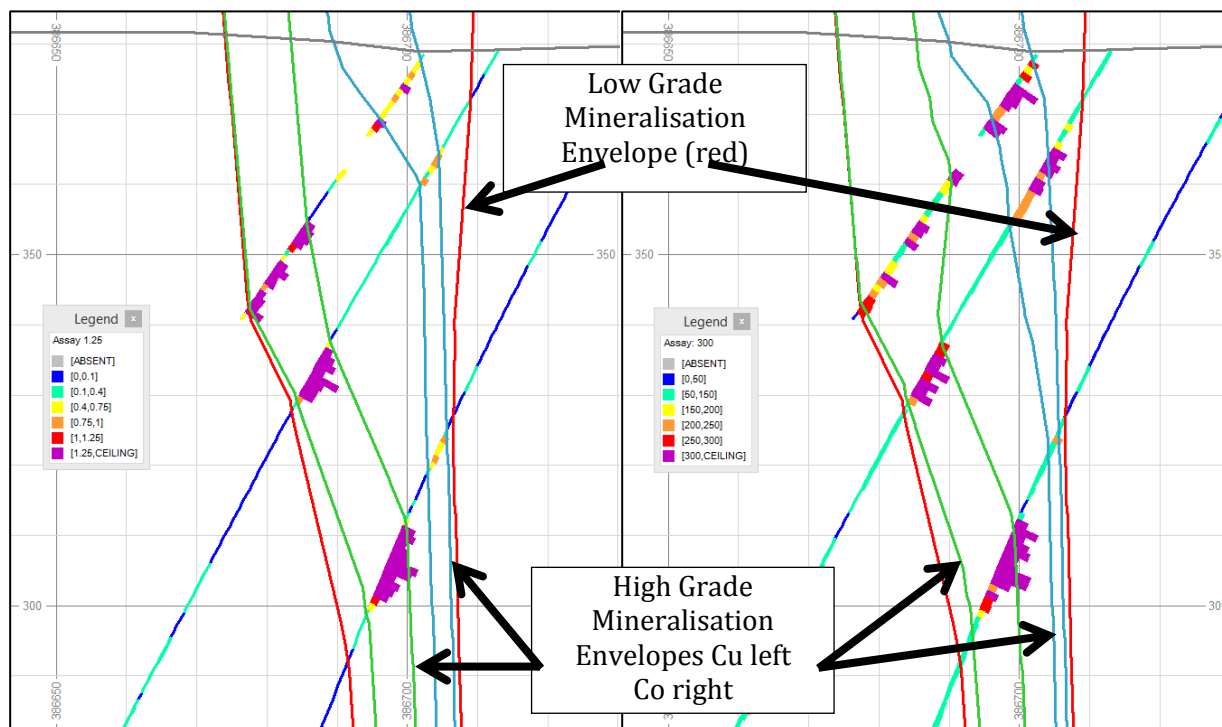 386650
386700
386650
386700
Low Grade
Mineralisation
Envelope (red)
350
350
350
350
Legend x
Assay 1.25
[ABSENT]
[0,0.1]
[0.1,0.4]
[0.4,0.75]
[0.75,1]
[1,1.25]
[1.25,CEILING]
Legend x
Assay: 300
[ABSENT]
[0,50]
[50,150]
[150,200]
[200,250]
[250,300]
[300,CEILING]
High Grade
Mineralisation
Envelopes Cu left
Co right
300
300
300
386650
386700
386700